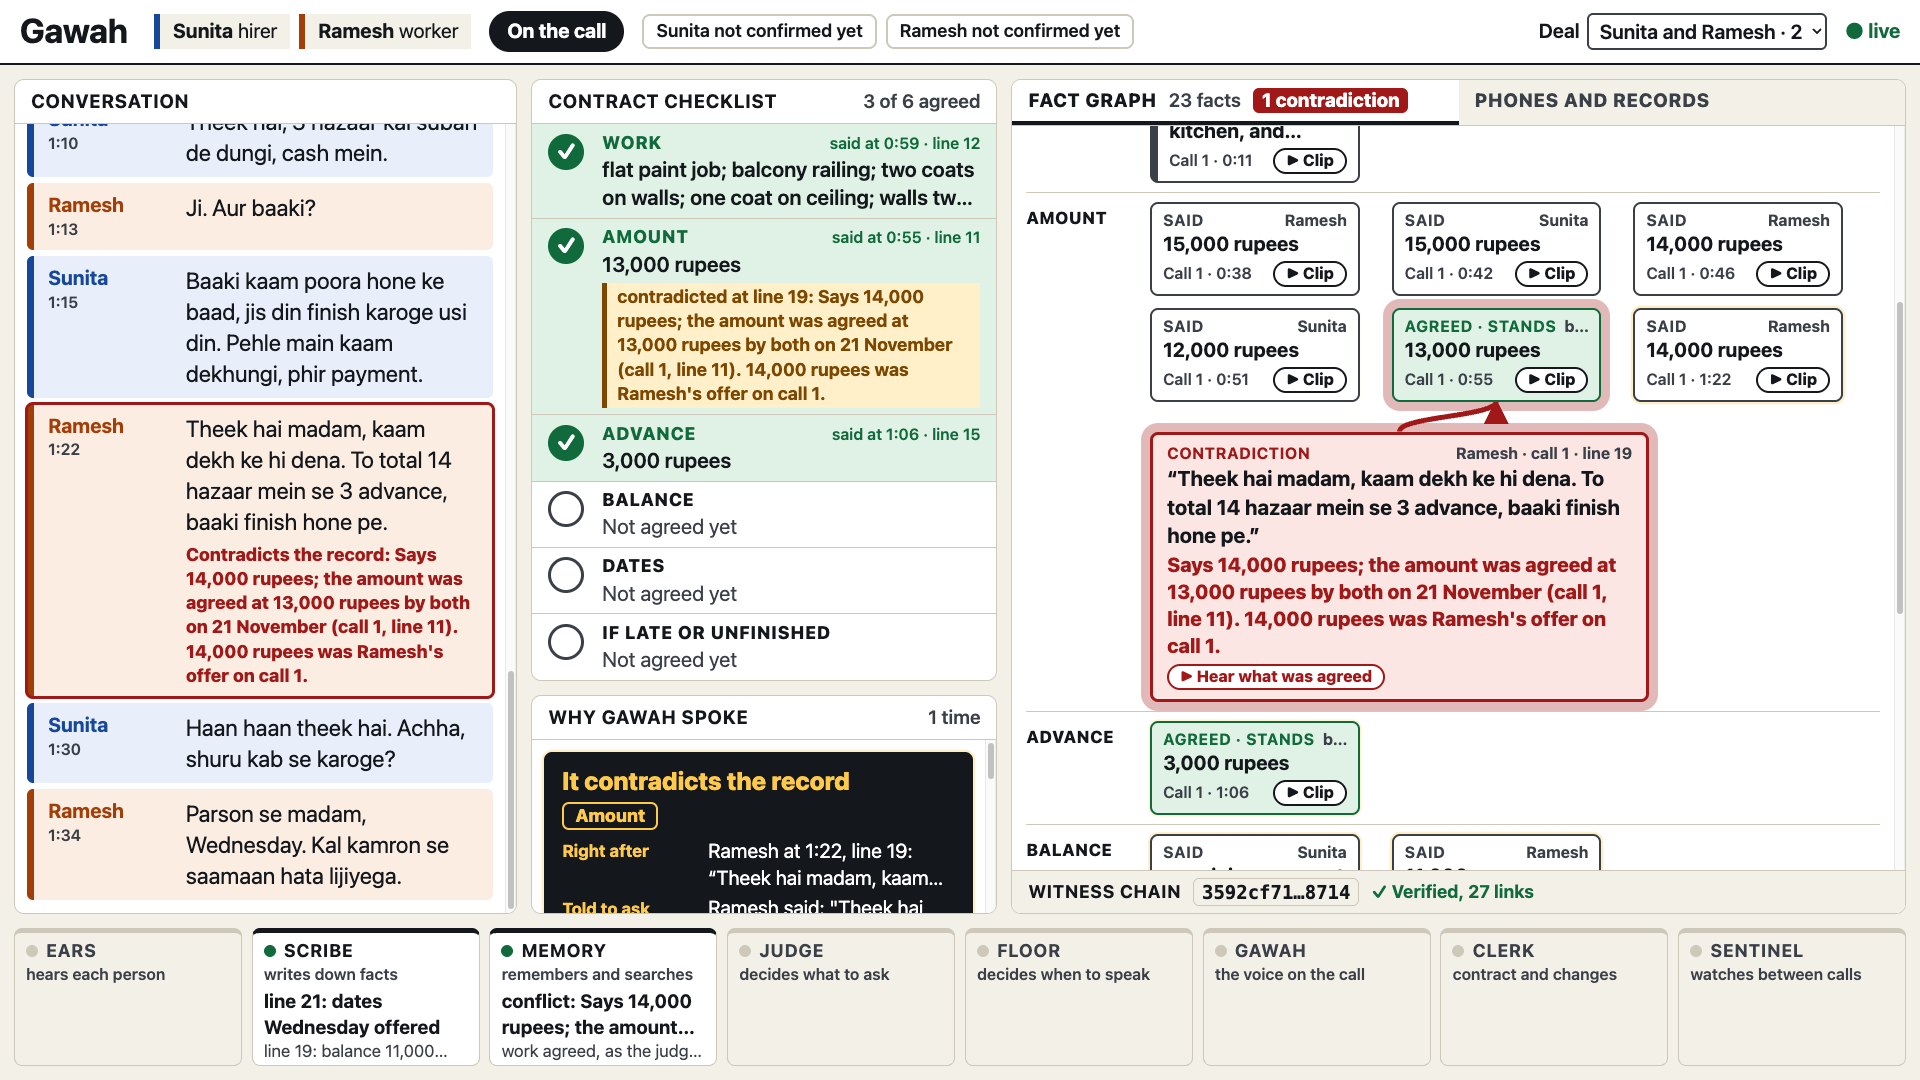 Gawah
Sunita hirer
Ramesh worker
On the call
Sunita not confirmed yet
Ramesh not confirmed yet
Deal
Sunita and Ramesh · 2
live
CONVERSATION
Sunita
1:10
Theek hai, 3 hazaar kal subah
de dungi, cash mein.
Ramesh
1:13
Ji. Aur baaki?
Sunita
1:15
Baaki kaam poora hone ke
baad, jis din finish karoge usi
din. Pehle main kaam
dekhungi, phir payment.
Ramesh
1:22
Theek hai madam, kaam
dekh ke hi dena. To total 14
hazaar mein se 3 advance,
baaki finish hone pe.
Contradicts the record: Says
14,000 rupees; the amount was
agreed at 13,000 rupees by both
on 21 November (call 1, line 11).
14,000 rupees was Ramesh's
offer on call 1.
Sunita
1:30
Haan haan theek hai. Achha,
shuru kab se karoge?
Ramesh
1:34
Parson se madam,
Wednesday. Kal kamron se
saamaan hata lijiyega.
CONTRACT CHECKLIST
3 of 6 agreed
WORK
said at 0:59 · line 12
flat paint job; balcony railing; two coats
on walls; one coat on ceiling; walls tw...
AMOUNT
said at 0:55 · line 11
13,000 rupees
contradicted at line 19: Says 14,000
rupees; the amount was agreed at
13,000 rupees by both on 21 November
(call 1, line 11). 14,000 rupees was
Ramesh's offer on call 1.
ADVANCE
said at 1:06 · line 15
3,000 rupees
BALANCE
Not agreed yet
DATES
Not agreed yet
IF LATE OR UNFINISHED
Not agreed yet
WHY GAWAH SPOKE
1 time
It contradicts the record
Amount
Right after
Ramesh at 1:22, line 19:
“Theek hai madam, kaam...
Told to ask
Ramesh said: "Theek hai
FACT GRAPH
23 facts
1 contradiction
PHONES AND RECORDS
kitchen, and...
Call 1 · 0:11
Clip
AMOUNT
SAID Ramesh
15,000 rupees
Call 1 · 0:38
Clip
SAID Sunita
15,000 rupees
Call 1 · 0:42
Clip
SAID Ramesh
14,000 rupees
Call 1 · 0:46
Clip
SAID Sunita
12,000 rupees
Call 1 · 0:51
Clip
AGREED · STANDS b...
13,000 rupees
Call 1 · 0:55
Clip
SAID Ramesh
14,000 rupees
Call 1 · 1:22
Clip
CONTRADICTION
Ramesh · call 1 · line 19
“Theek hai madam, kaam dekh ke hi dena. To
total 14 hazaar mein se 3 advance, baaki finish
hone pe.”
Says 14,000 rupees; the amount was agreed at
13,000 rupees by both on 21 November (call 1,
line 11). 14,000 rupees was Ramesh's offer on
call 1.
Hear what was agreed
ADVANCE
AGREED · STANDS b...
3,000 rupees
Call 1 · 1:06
Clip
BALANCE
SAID Sunita
SAID Ramesh
WITNESS CHAIN
3592cf71…8714
Verified, 27 links
EARS
hears each person
SCRIBE
writes down facts
line 21: dates
Wednesday offered
line 19: balance 11,000...
MEMORY
remembers and searches
conflict: Says 14,000
rupees; the amount...
work agreed, as the judg...
JUDGE
decides what to ask
FLOOR
decides when to speak
GAWAH
the voice on the call
CLERK
contract and changes
SENTINEL
watches between calls